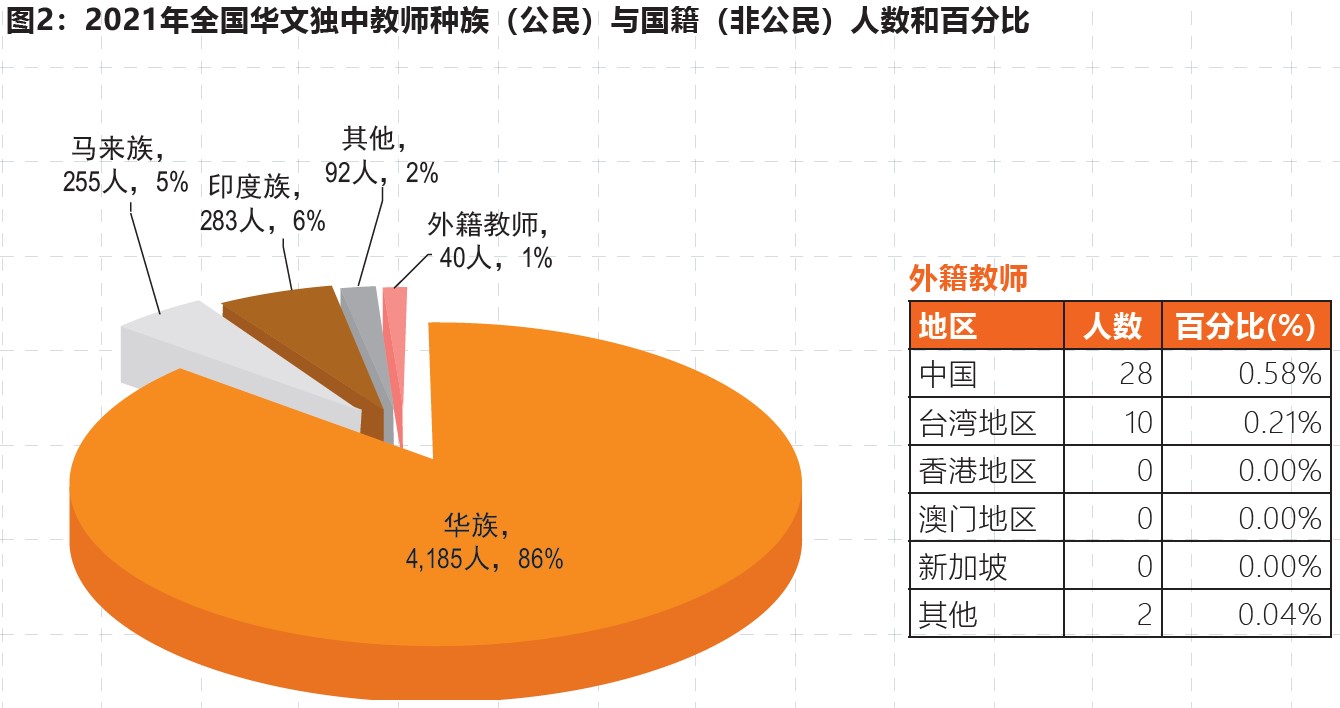 图2：2021年全国华文独中教师种族（公民）与国籍（非公民）人数和百分比
马来族，
255人，5%
印度族，
283人，6%
其他，
92人，2%
外籍教师，
40人，1%
华族，
4,185人，86%
外籍教师
地区 人数 百分比(%)
中国 28 0.58%
台湾地区 10 0.21%
香港地区 0 0.00%
澳门地区 0 0.00%
新加坡 0 0.00%
其他 2 0.04%